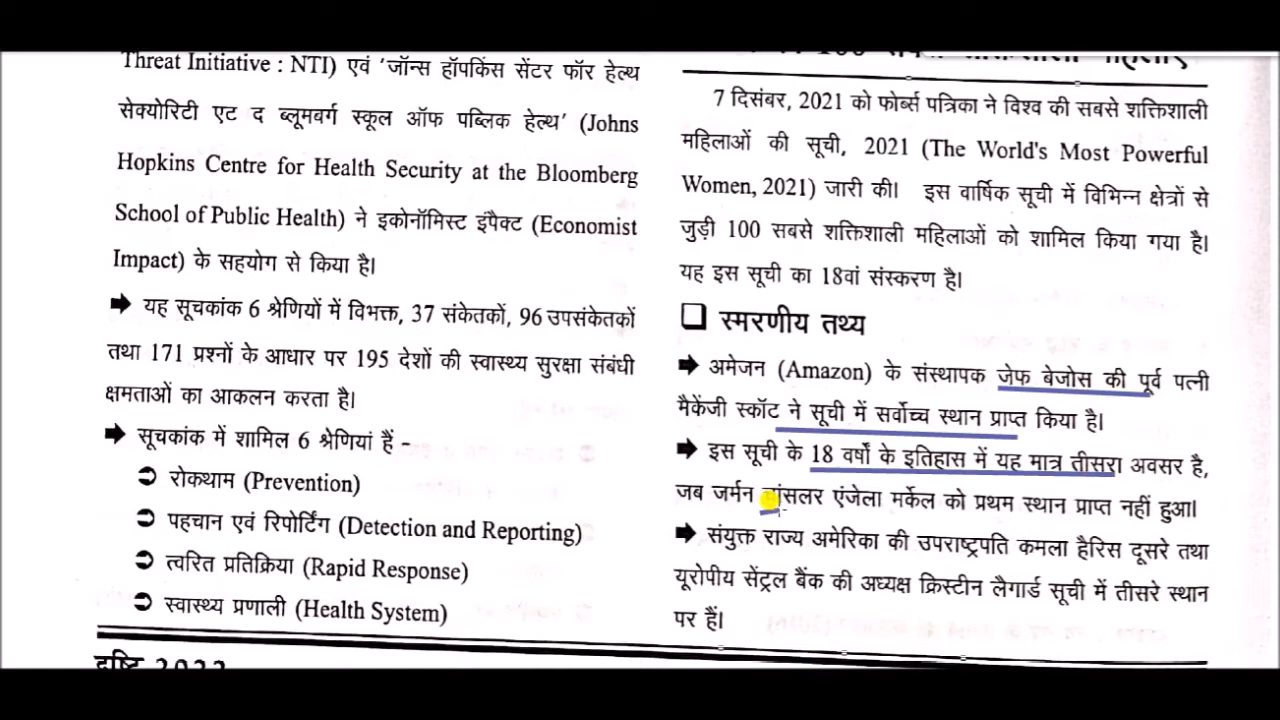 Threat Initiative : NTI) एवं 'जॉन्स हॉपकिंस सेंटर फॉर हेल्थ
सेक्योरिटी एट द ब्लूमबर्ग स्कूल ऑफ पब्लिक हेल्थ' (Johns
Hopkins Centre for Health Security at the Bloomberg
School of Public Health) ने इकोनॉमिस्ट इंपैक्ट (Economist
Impact) के सहयोग से किया है।
➡ यह सूचकांक 6 श्रेणियों में विभक्त, 37 संकेतकों, 96 उपसंकेतकों
तथा 171 प्रश्नों के आधार पर 195 देशों की स्वास्थ्य सुरक्षा संबंधी
क्षमताओं का आकलन करता है।
➡ सूचकांक में शामिल 6 श्रेणियां हैं -
➲ रोकथाम (Prevention)
➲ पहचान एवं रिपोर्टिंग (Detection and Reporting)
➲ त्वरित प्रतिक्रिया (Rapid Response)
➲ स्वास्थ्य प्रणाली (Health System)
100
7 दिसंबर, 2021 को फोर्ब्स पत्रिका ने विश्व की सबसे शक्तिशाली
महिलाओं की सूची, 2021 (The World's Most Powerful
Women, 2021) जारी की। इस वार्षिक सूची में विभिन्न क्षेत्रों से
जुड़ी 100 सबसे शक्तिशाली महिलाओं को शामिल किया गया है।
यह इस सूची का 18वां संस्करण है।
❑ स्मरणीय तथ्य
➡ अमेजन (Amazon) के संस्थापक जेफ बेजोस की पूर्व पत्नी
मैकेंजी स्कॉट ने सूची में सर्वोच्च स्थान प्राप्त किया है।
➡ इस सूची के 18 वर्षों के इतिहास में यह मात्र तीसरा अवसर है,
जब जर्मन चांसलर एंजेला मर्केल को प्रथम स्थान प्राप्त नहीं हुआ।
➡ संयुक्त राज्य अमेरिका की उपराष्ट्रपति कमला हैरिस दूसरे तथा
यूरोपीय सेंट्रल बैंक की अध्यक्ष क्रिस्टीन लैगार्ड सूची में तीसरे स्थान
पर हैं।